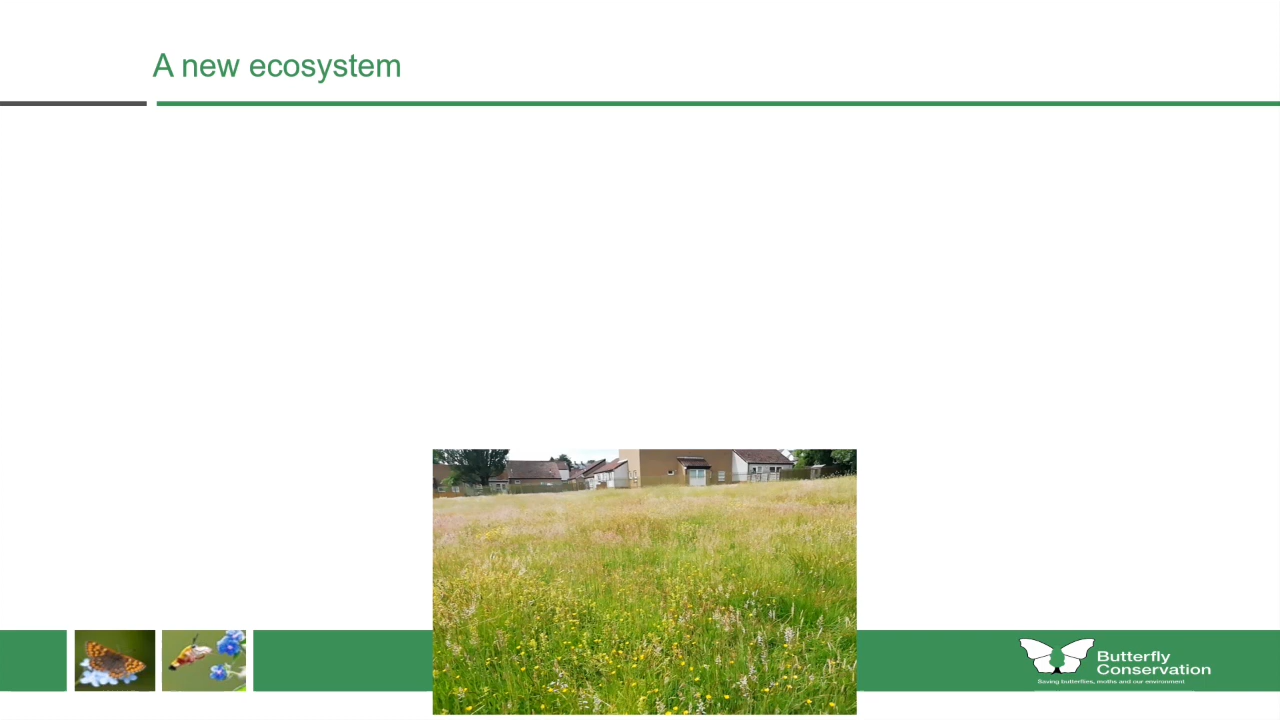 A new ecosystem
Butterfly
Conservation
Saving butterflies, moths and our environment